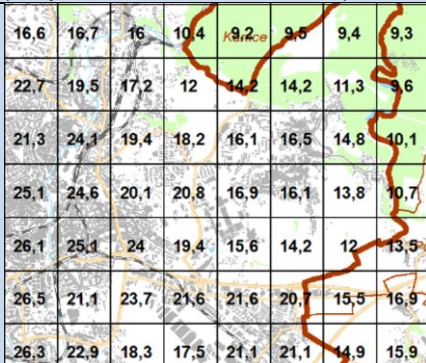 16,6 16,7 16 10,4 9,2 9,5 9,4 9,3
Kanice
22,7 19,5 17,2 12 14,2 14,2 11,3 9,6
21,3 24,1 19,4 18,2 16,1 16,5 14,8 10,1
25,1 24,6 20,1 20,8 16,9 16,1 13,8 10,7
26,1 25,1 24 19,4 15,6 14,2 12 13,5
26,5 21,1 23,7 21,6 21,6 20,7 15,5 16,9
26,3 22,9 18,3 17,5 21,1 21,1 14,9 15,9